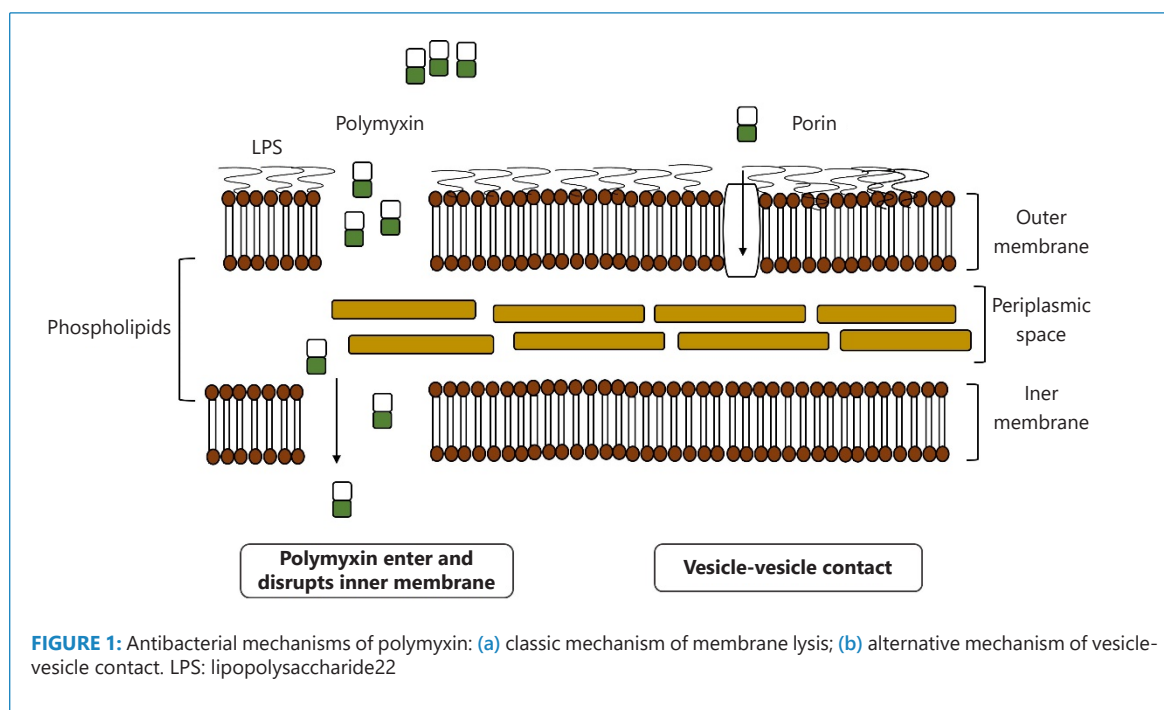 Polymyxin
Porin
LPS
Outer
membrane
Phospholipids
Periplasmic
space
Iner
membrane
Polymyxin enter and
disrupts inner membrane
Vesicle-vesicle contact
FIGURE 1: Antibacterial mechanisms of polymyxin: (a) classic mechanism of membrane lysis; (b) alternative mechanism of vesicle-
vesicle contact. LPS: lipopolysaccharide22